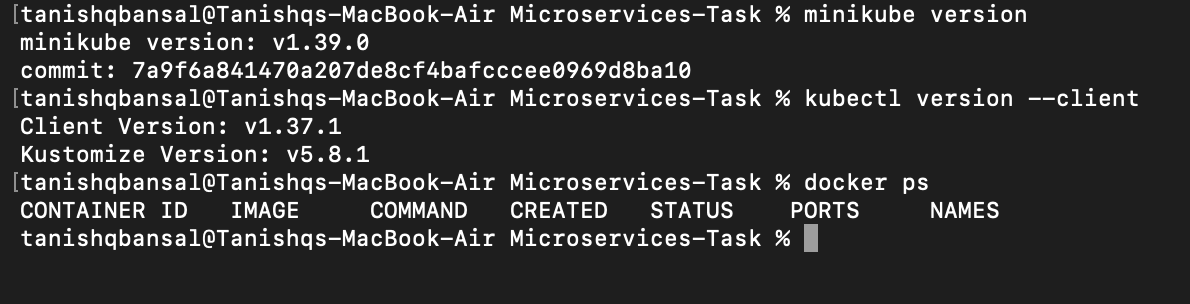 [tanishqbansal@Tanishqs-MacBook-Air Microservices-Task % minikube version
minikube version: v1.39.0
commit: 7a9f6a841470a207de8cf4bafcccee0969d8ba10
[tanishqbansal@Tanishqs-MacBook-Air Microservices-Task % kubectl version --client
Client Version: v1.37.1
Kustomize Version: v5.8.1
[tanishqbansal@Tanishqs-MacBook-Air Microservices-Task % docker ps
CONTAINER ID   IMAGE     COMMAND   CREATED   STATUS    PORTS     NAMES
tanishqbansal@Tanishqs-MacBook-Air Microservices-Task %